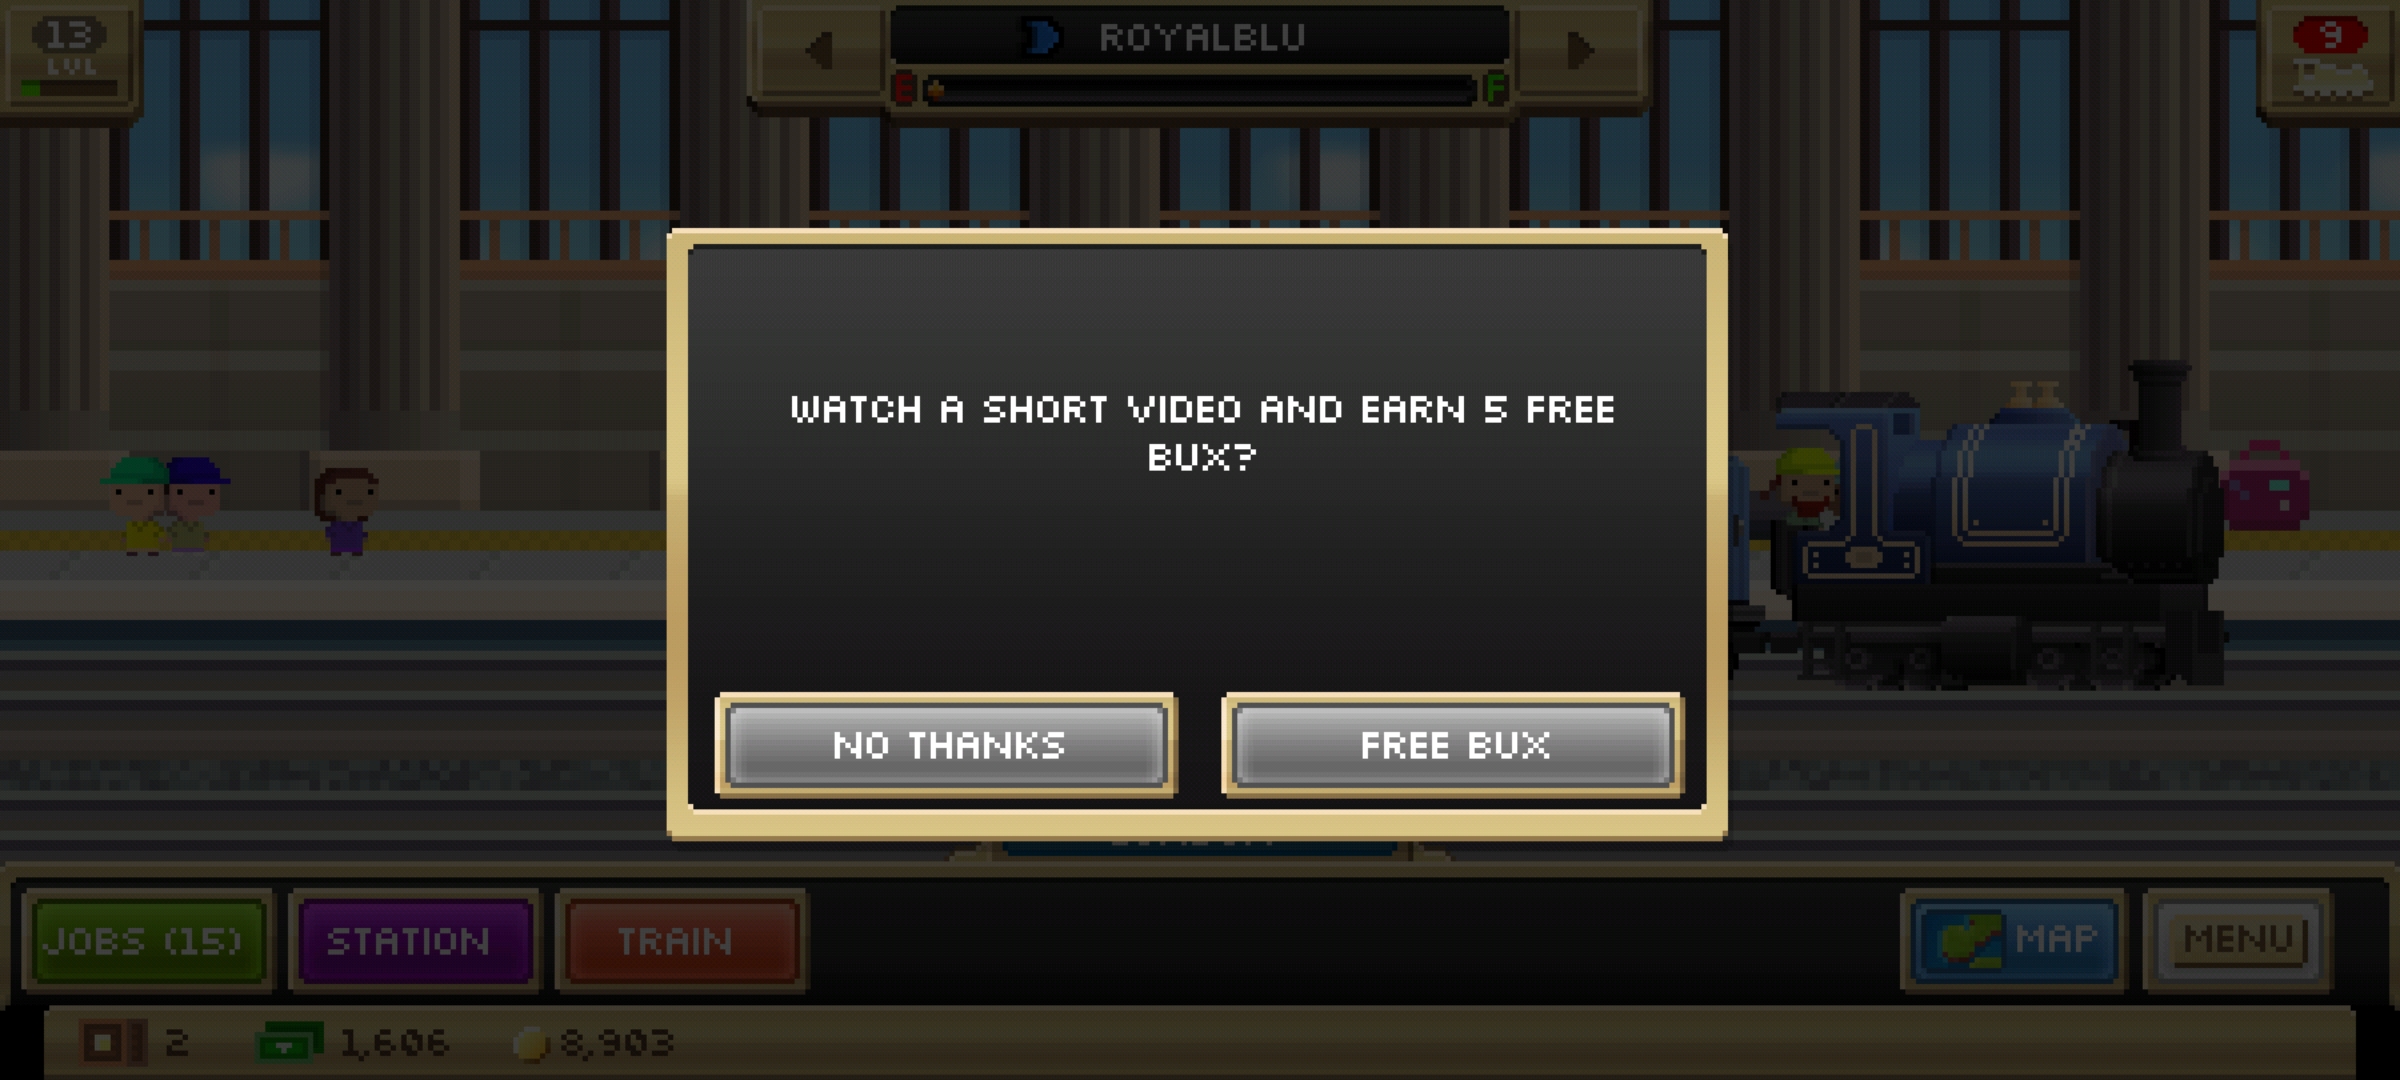 13
LVL
ROYALBLU
E F
9
WATCH A SHORT VIDEO AND EARN 5 FREE
BUX?
NO THANKS
FREE BUX
JOBS (15)
STATION
TRAIN
MAP
MENU
2
1,606
8,903